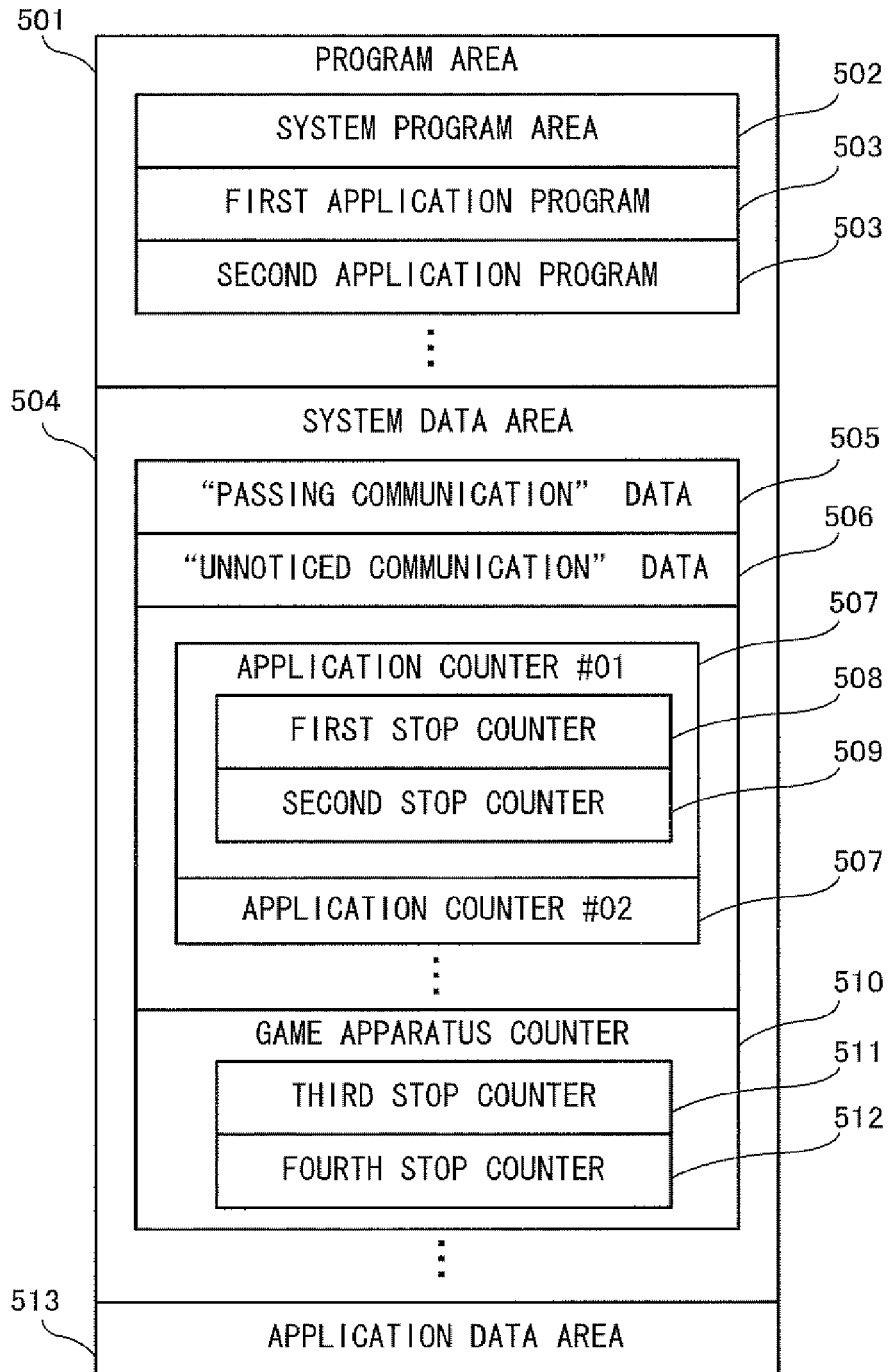 501
PROGRAM AREA
502
SYSTEM PROGRAM AREA
503
FIRST APPLICATION PROGRAM
503
SECOND APPLICATION PROGRAM
504
SYSTEM DATA AREA
505
“PASSING COMMUNICATION” DATA
506
“UNNOTICED COMMUNICATION” DATA
507
APPLICATION COUNTER #01
508
FIRST STOP COUNTER
509
SECOND STOP COUNTER
507
APPLICATION COUNTER #02
510
GAME APPARATUS COUNTER
511
THIRD STOP COUNTER
512
FOURTH STOP COUNTER
513
APPLICATION DATA AREA